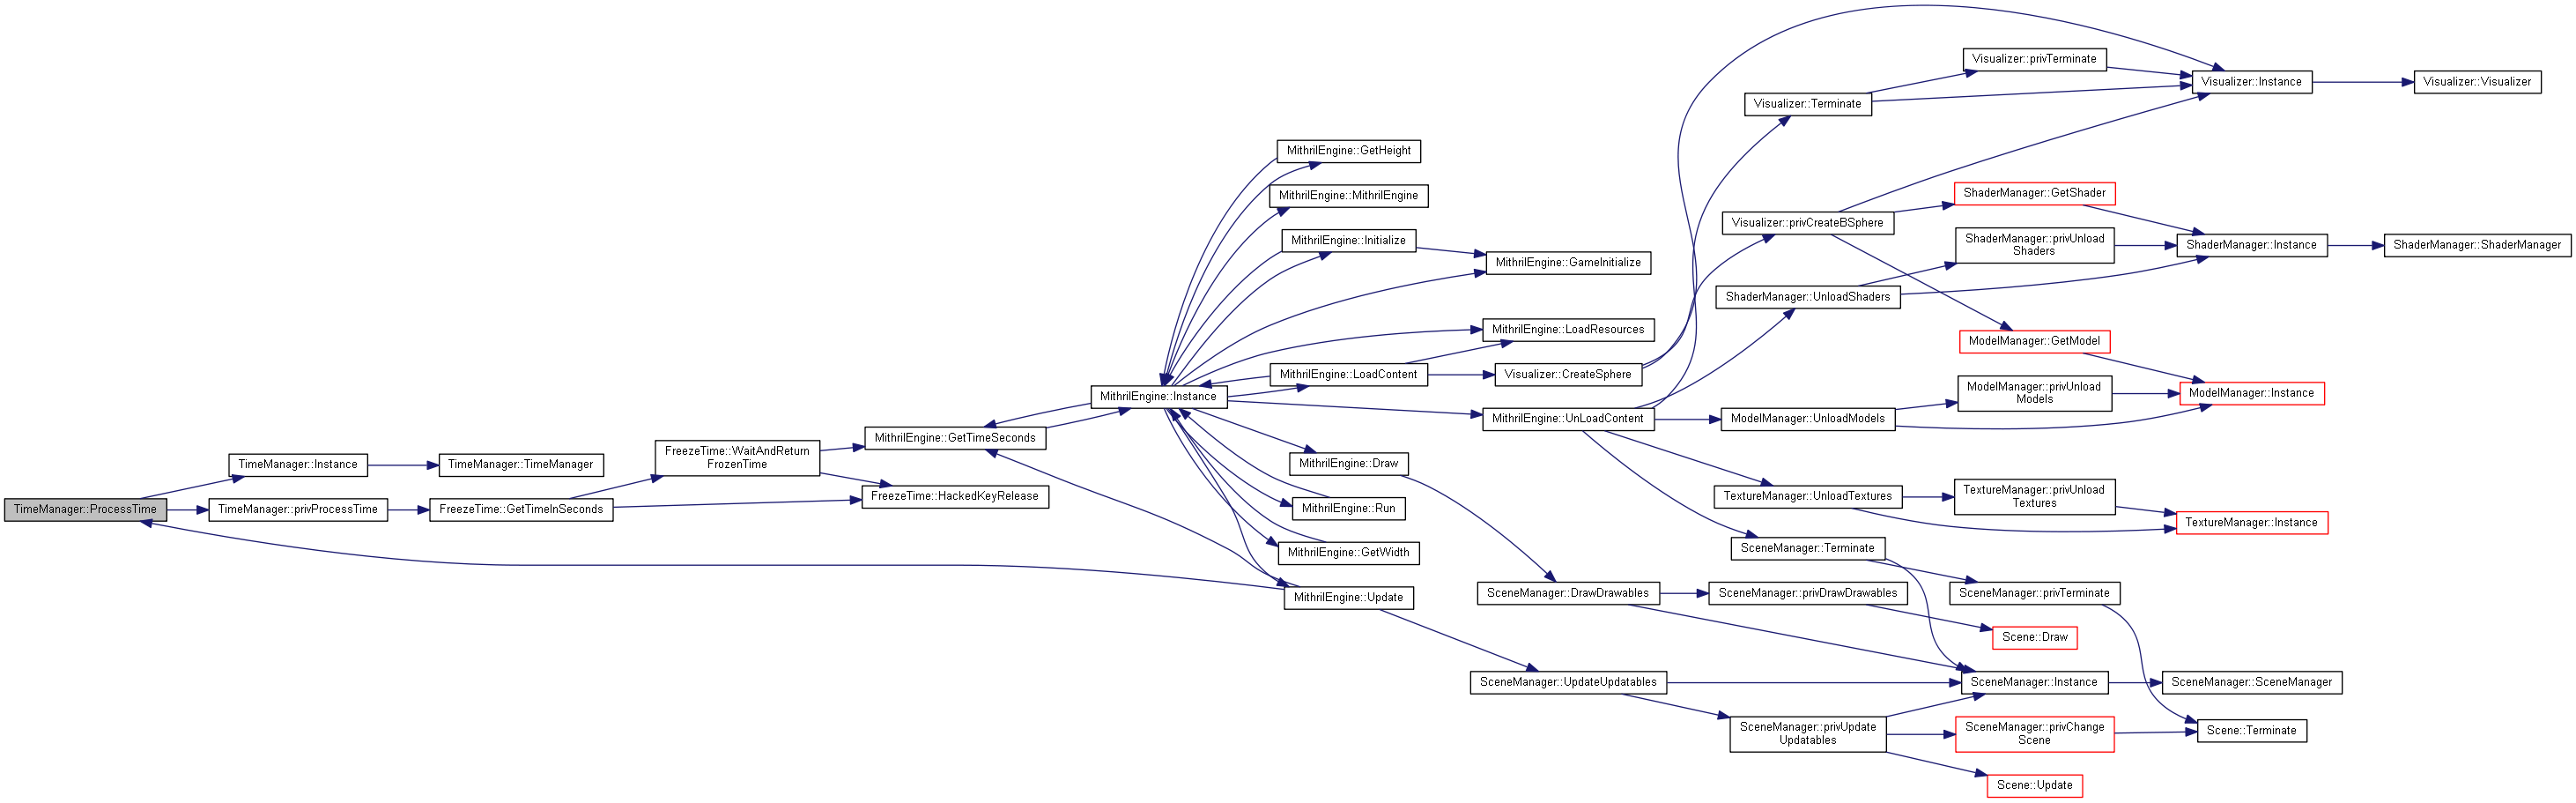 TimeManager::ProcessTime
TimeManager::Instance
TimeManager::TimeManager
TimeManager::privProcessTime
FreezeTime::GetTimeInSeconds
FreezeTime::WaitAndReturn
FrozenTime
MithrilEngine::GetTimeSeconds
FreezeTime::HackedKeyRelease
MithrilEngine::Instance
MithrilEngine::GetHeight
MithrilEngine::MithrilEngine
MithrilEngine::Initialize
MithrilEngine::GameInitialize
MithrilEngine::LoadResources
MithrilEngine::LoadContent
Visualizer::CreateSphere
MithrilEngine::UnLoadContent
MithrilEngine::Draw
MithrilEngine::Run
MithrilEngine::GetWidth
MithrilEngine::Update
SceneManager::DrawDrawables
SceneManager::UpdateUpdatables
Visualizer::Terminate
Visualizer::privTerminate
Visualizer::Instance
Visualizer::Visualizer
Visualizer::privCreateBSphere
ShaderManager::GetShader
ShaderManager::privUnload
Shaders
ShaderManager::Instance
ShaderManager::ShaderManager
ShaderManager::UnloadShaders
ModelManager::GetModel
ModelManager::privUnload
Models
ModelManager::Instance
ModelManager::UnloadModels
TextureManager::UnloadTextures
TextureManager::privUnload
Textures
TextureManager::Instance
SceneManager::Terminate
SceneManager::privTerminate
SceneManager::privDrawDrawables
Scene::Draw
SceneManager::Instance
SceneManager::SceneManager
SceneManager::privUpdate
Updatables
SceneManager::privChange
Scene
Scene::Terminate
Scene::Update